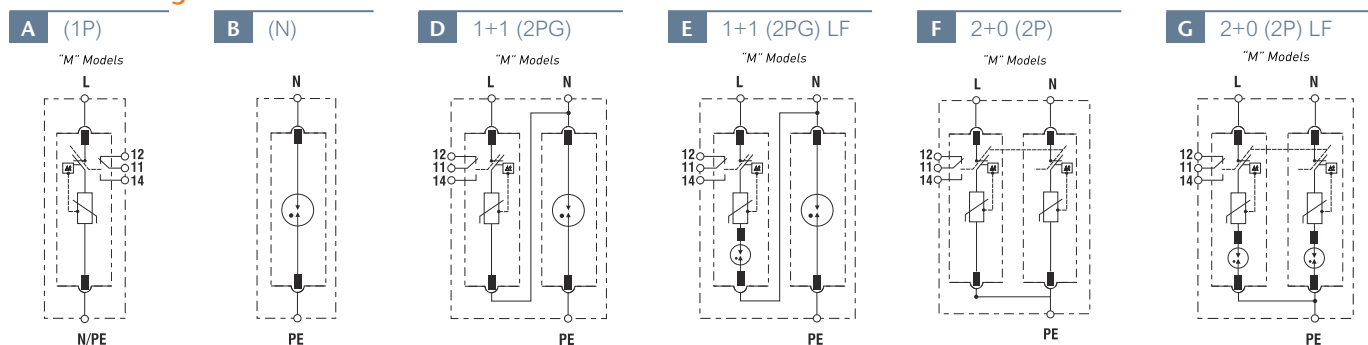 A (1P)
"M" Models
L
12
11
14
N/PE
B (N)
N
PE
D 1+1 (2PG)
"M" Models
L N
12
11
14
PE
E 1+1 (2PG) LF
"M" Models
L N
12
11
14
PE
F 2+0 (2P)
"M" Models
L N
12
11
14
PE
G 2+0 (2P) LF
"M" Models
L N
12
11
14
PE